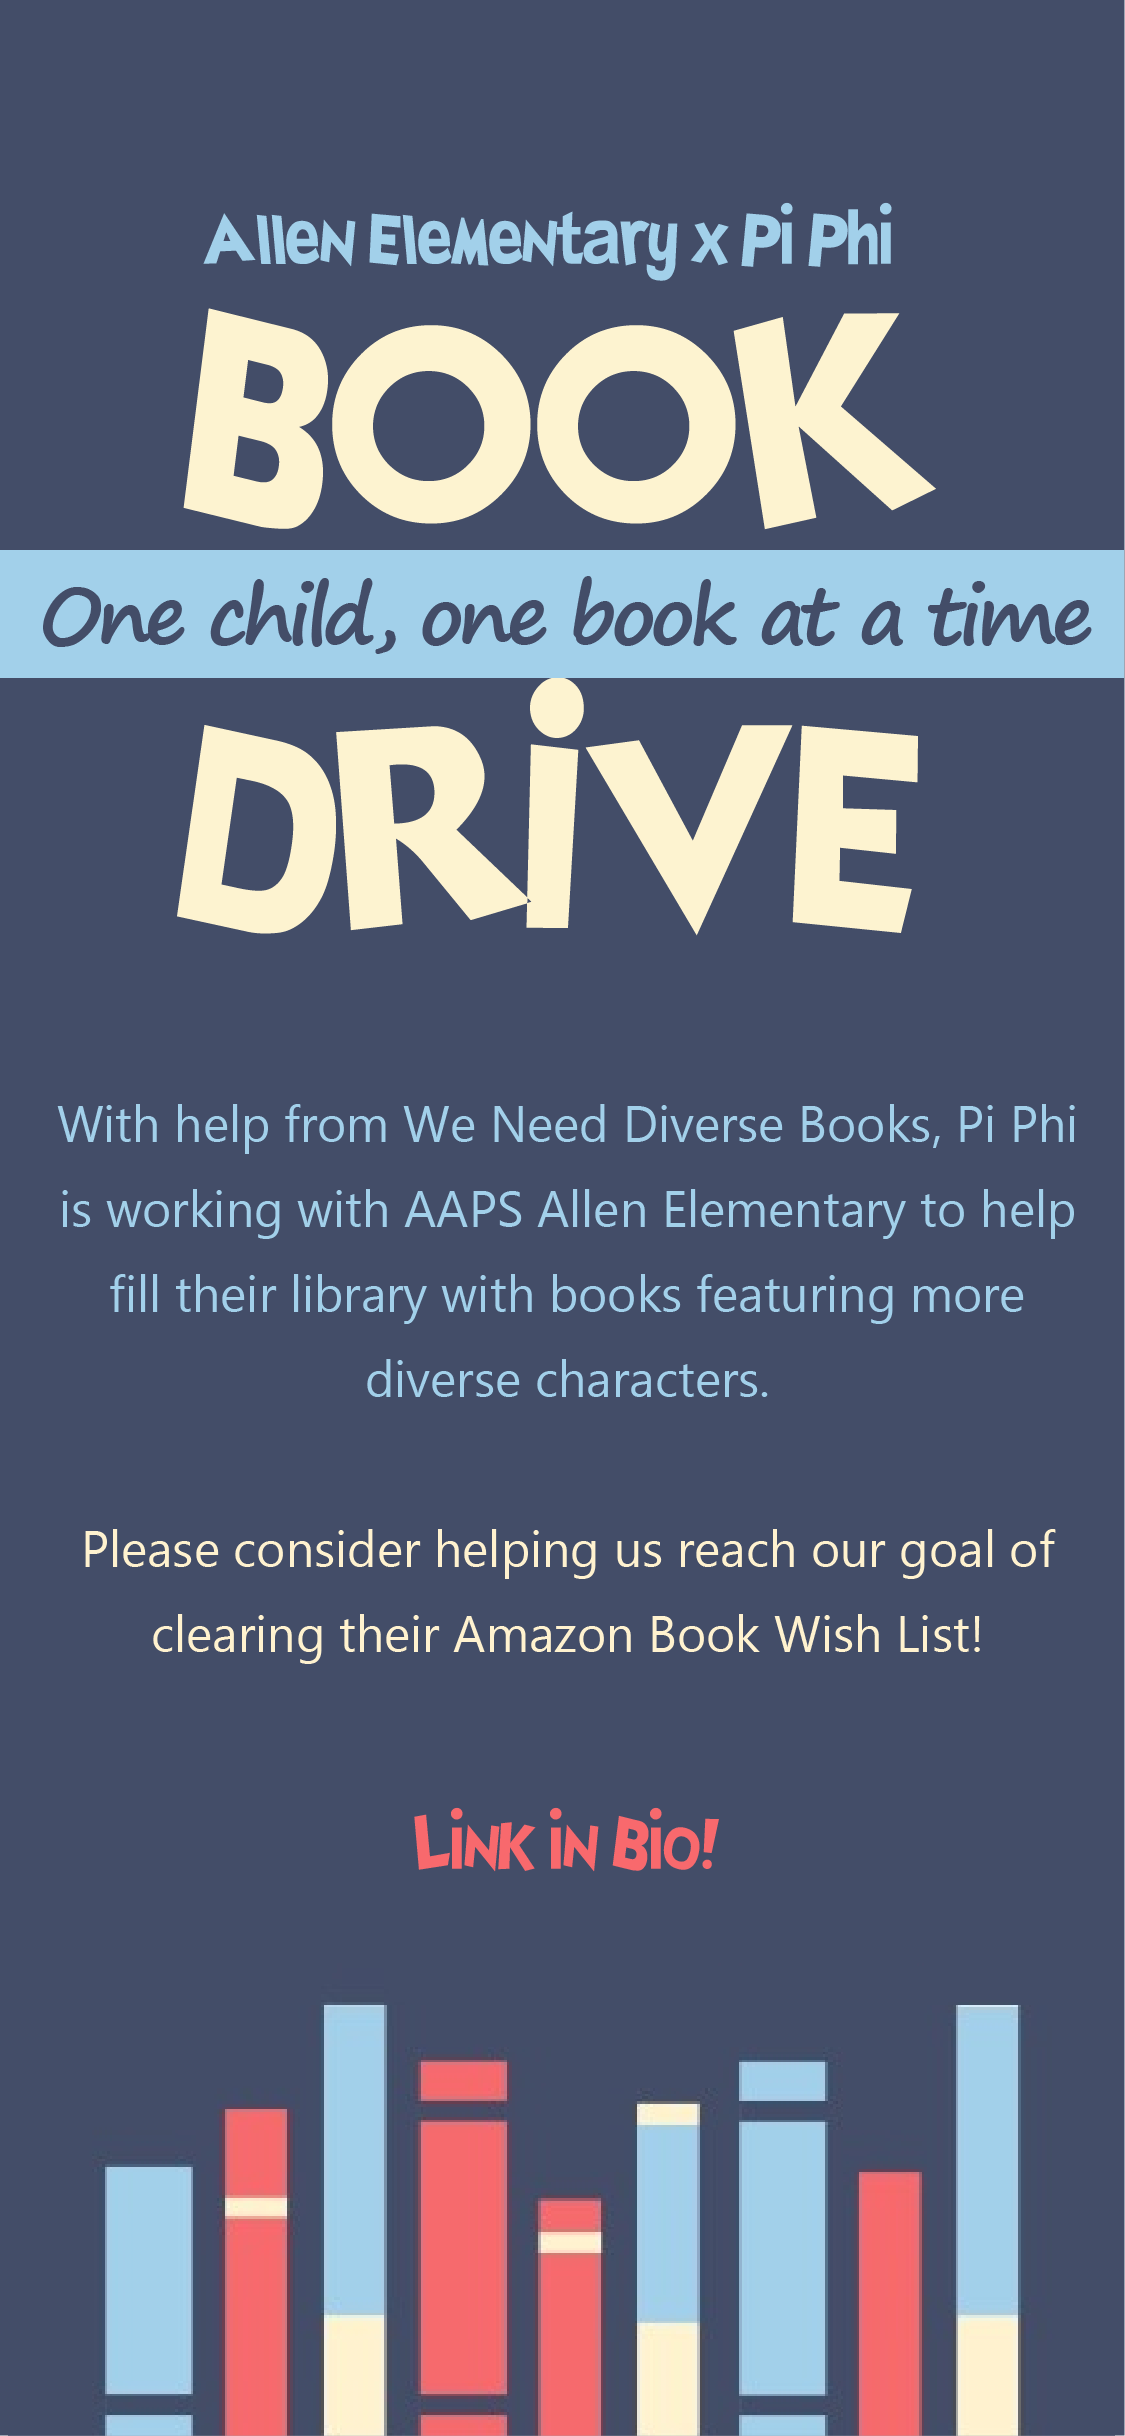 Allen Elementary x Pi Phi
BOOK
One child, one book at a time
DRiVE
With help from We Need Diverse Books, Pi Phi
is working with AAPS Allen Elementary to help
fill their library with books featuring more
diverse characters.
Please consider helping us reach our goal of
clearing their Amazon Book Wish List!
Link in Bio!